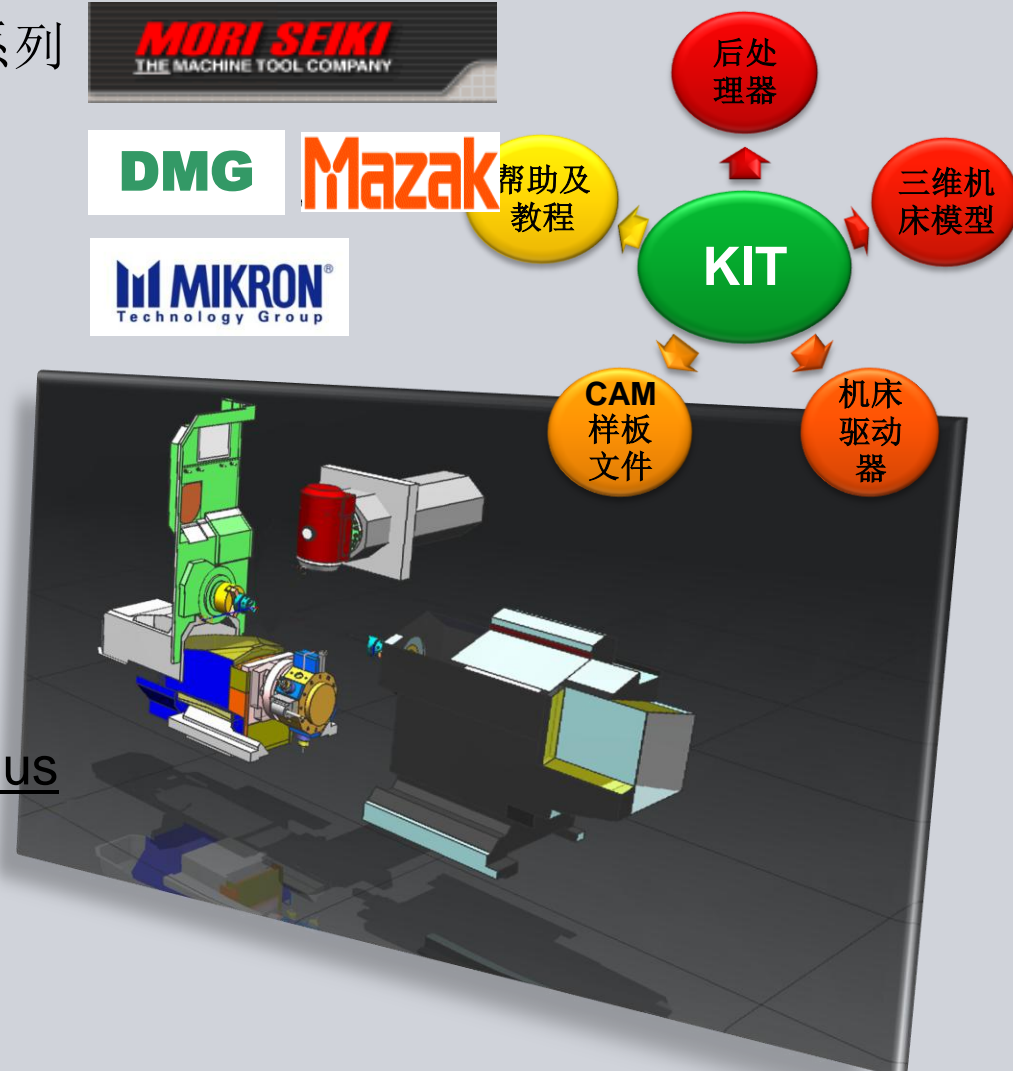 系列
MORI SEIKI
THE MACHINE TOOL COMPANY
DMG
Mazak
MIKRON®
Technology Group
后处
理器
帮助及
教程
三维机
床模型
KIT
CAM
样板
文件
机床
驱动
器
us